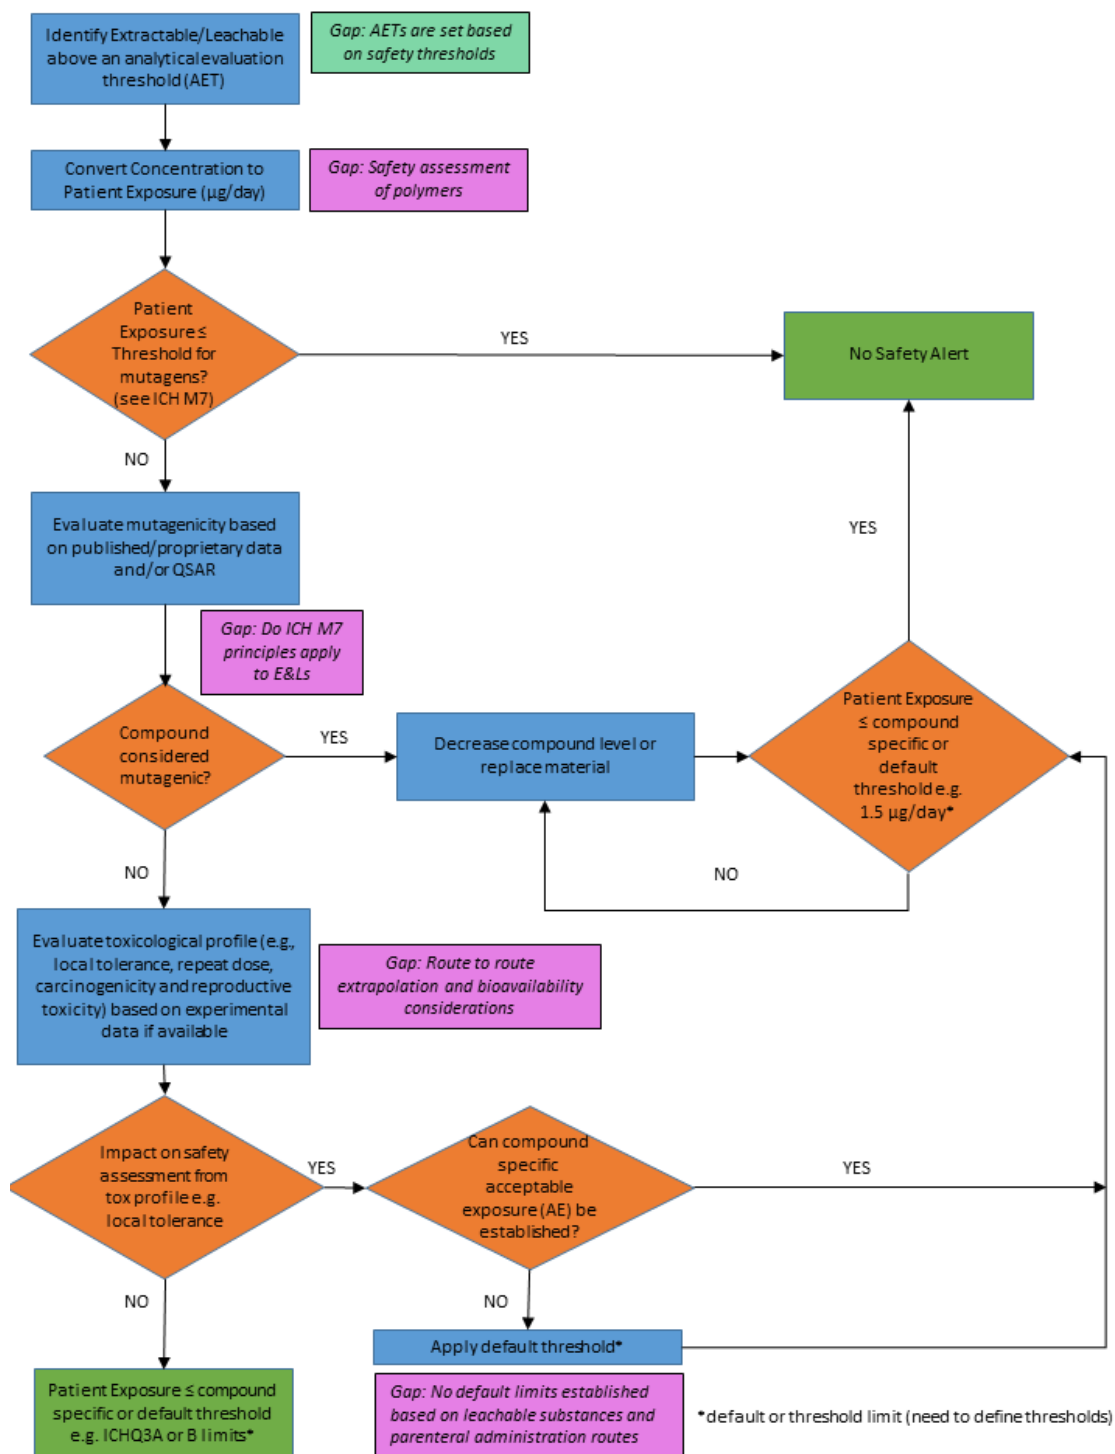 Identify Extractable/Leachable
above an analytical evaluation
threshold (AET)
Gap: AETs are set based
on safety thresholds
Convert Concentration to
Patient Exposure (µg/day)
Gap: Safety assessment
of polymers
Patient
Exposure ≤
Threshold for
mutagens?
(see ICH M7)
YES
No Safety Alert
NO
Evaluate mutagenicity based
on published/proprietary data
and/or QSAR
YES
Gap: Do ICH M7
principles apply
to E&Ls
Compound
considered
mutagenic?
YES
Decrease compound level or
replace material
Patient Exposure
≤ compound
specific or
default
threshold e.g.
1.5 µg/day*
NO
NO
Evaluate toxicological profile (e.g.,
local tolerance, repeat dose,
carcinogenicity and reproductive
toxicity) based on experimental
data if available
Gap: Route to route
extrapolation and bioavailability
considerations
Impact on safety
assessment from
tox profile e.g.
local tolerance
YES
Can compound
specific
acceptable
exposure (AE) be
established?
YES
NO
NO
Apply default threshold*
Patient Exposure ≤ compound
specific or default threshold
e.g. ICHQ3A or B limits*
Gap: No default limits established
based on leachable substances and
parenteral administration routes
*default or threshold limit (need to define thresholds)